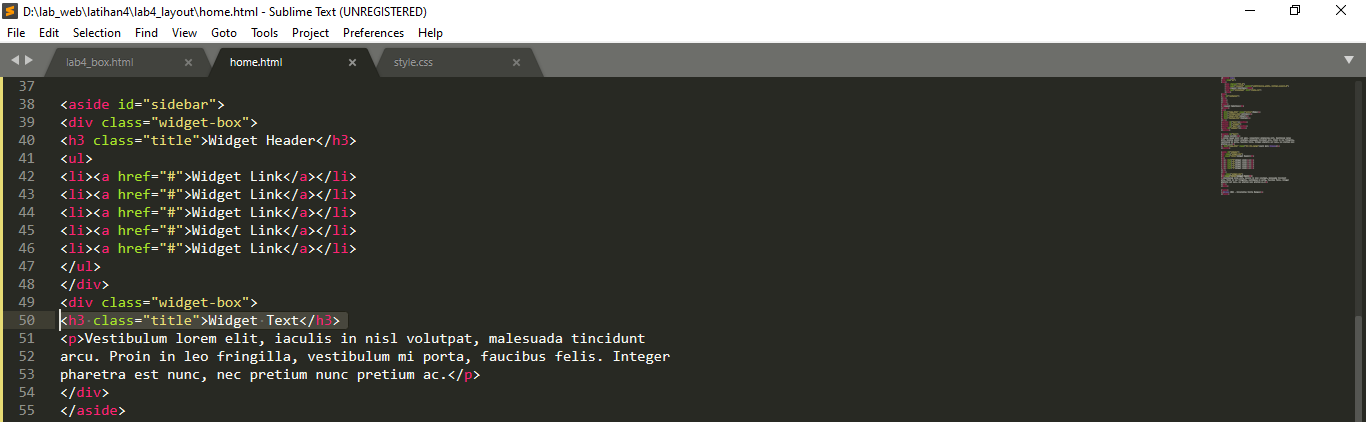 D:\lab_web\latihan4\lab4_layout\home.html - Sublime Text (UNREGISTERED)
File Edit Selection Find View Goto Tools Project Preferences Help
lab4_box.html home.html style.css
37
38 <aside id="sidebar">
39 <div class="widget-box">
40 <h3 class="title">Widget Header</h3>
41 <ul>
42 <li><a href="#">Widget Link</a></li>
43 <li><a href="#">Widget Link</a></li>
44 <li><a href="#">Widget Link</a></li>
45 <li><a href="#">Widget Link</a></li>
46 <li><a href="#">Widget Link</a></li>
47 </ul>
48 </div>
49 <div class="widget-box">
50 <h3 class="title">Widget Text</h3>
51 <p>Vestibulum lorem elit, iaculis in nisl volutpat, malesuada tincidunt
52 arcu. Proin in leo fringilla, vestibulum mi porta, faucibus felis. Integer
53 pharetra est nunc, nec pretium nunc pretium ac.</p>
54 </div>
55 </aside>